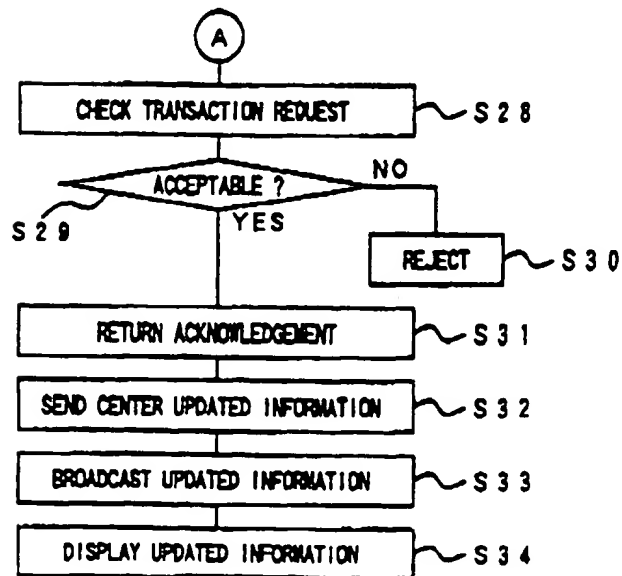 A
CHECK TRANSACTION REQUEST S28
ACCEPTABLE ? NO
S29 YES
REJECT S30
RETURN ACKNOWLEDGEMENT S31
SEND CENTER UPDATED INFORMATION S32
BROADCAST UPDATED INFORMATION S33
DISPLAY UPDATED INFORMATION S34